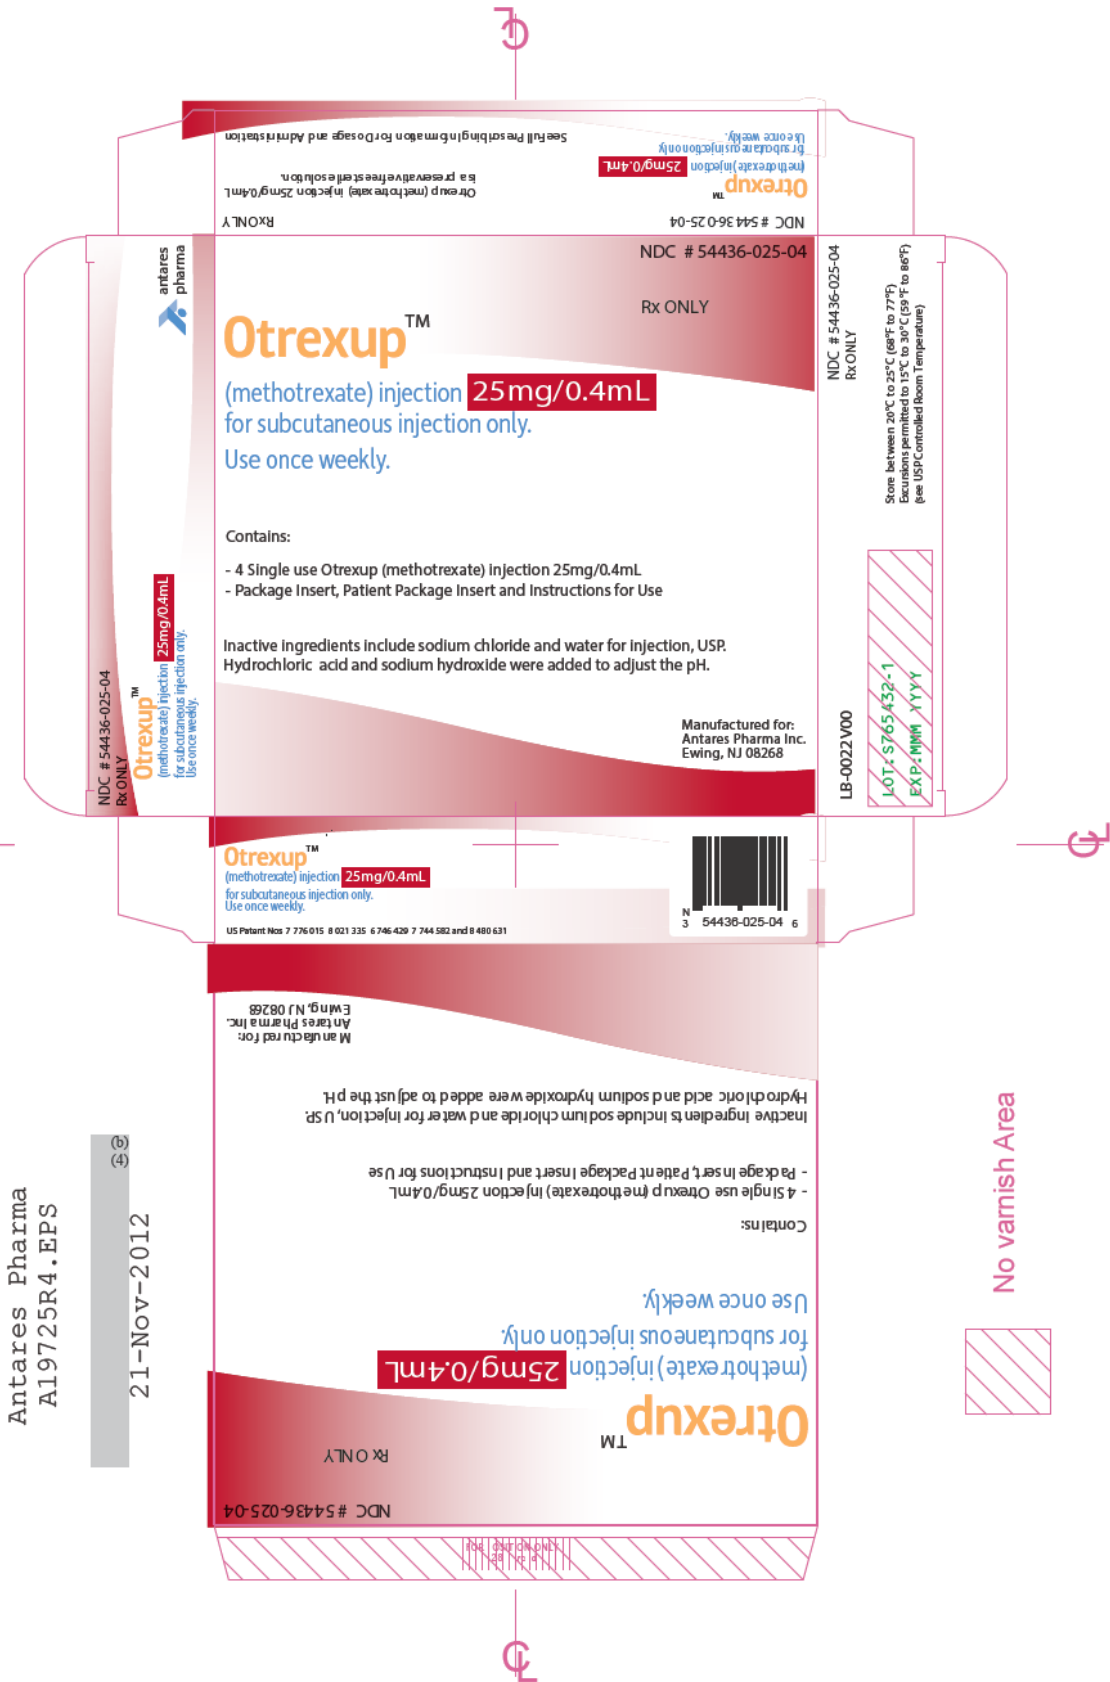 CL
See Full Prescribing Information For Dosage and Administration
Otrexup (methotrexate) injection 25mg/0.4mL
is a preservative free sterile solution.
Rx ONLY
NDC # 54436-0-25-04
Otrexup™
(methotrexate) injection 25mg/0.4mL
for subcutaneous injection only.
Use once weekly.
antares
pharma
NDC # 54436-025-04
Rx ONLY
Otrexup™
(methotrexate) injection 25mg/0.4mL
for subcutaneous injection only.
Use once weekly.
NDC # 54436-025-04
Rx ONLY
Otrexup™
(methotrexate) injection 25mg/0.4mL
for subcutaneous injection only.
Use once weekly.
Contains:
- 4 Single use Otrexup (methotrexate) injection 25mg/0.4mL
- Package Insert, Patient Package Insert and Instructions for Use
Inactive ingredients include sodium chloride and water for injection, USP.
Hydrochloric acid and sodium hydroxide were added to adjust the pH.
Manufactured for:
Antares Pharma Inc.
Ewing, NJ 08268
NDC # 54436-025-04
Rx ONLY
Store between 20°C to 25°C (68°F to 77°F)
Excursions permitted to 15°C to 30°C (59°F to 86°F)
(see USP Controlled Room Temperature)
LB-0022 V00
LOT:S765432-1
EXP:MMM YYYY
CL
Otrexup™
(methotrexate) injection 25mg/0.4mL
for subcutaneous injection only.
Use once weekly.
US Patent Nos 7 776 015 8 021 335 6 746 429 7 744 582 and 8 480 631
N
3 54436-025-04 6
NDC # 54436-025-04
Rx ONLY
Otrexup™
(methotrexate) injection 25mg/0.4mL
for subcutaneous injection only.
Use once weekly.
Contains:
- 4 Single use Otrexup (methotrexate) injection 25mg/0.4mL
- Package Insert, Patient Package Insert and Instructions for Use
Inactive ingredients include sodium chloride and water for injection, USP.
Hydrochloric acid and sodium hydroxide were added to adjust the pH.
Manufactured for:
Antares Pharma Inc.
Ewing, NJ 08268
FOR ONLY
28
CL
Antares Pharma
A19725R4.EPS
(b)
(4)
21-Nov-2012
No varnish Area